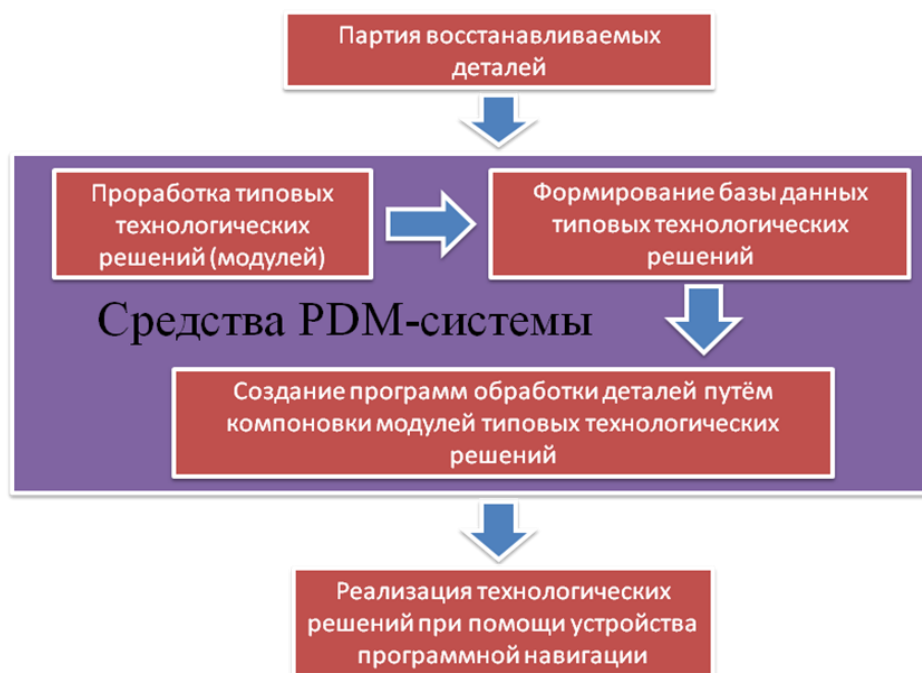 Партия восстанавливаемых
деталей
Проработка типовых
технологических
решений (модулей)
Формирование базы данных
типовых технологических
решений
Средства PDM-системы
Создание программ обработки деталей путём
компоновки модулей типовых технологических
решений
Реализация технологических
решений при помощи устройства
программной навигации